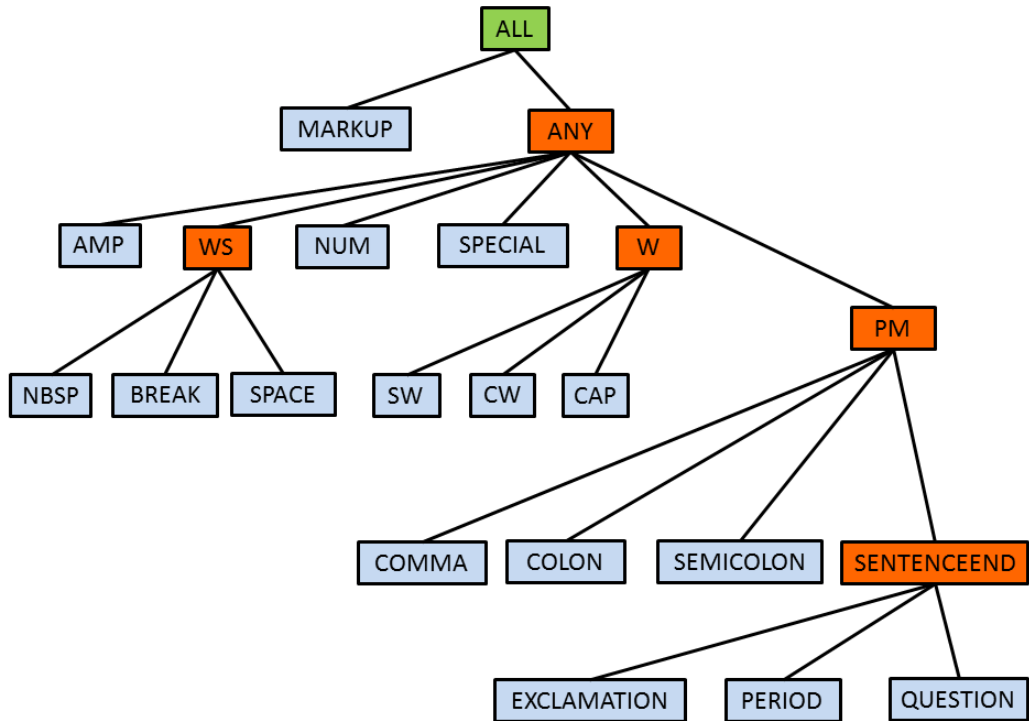 ALL
MARKUP
ANY
AMP
WS
NUM
SPECIAL
W
PM
NBSP
BREAK
SPACE
SW
CW
CAP
COMMA
COLON
SEMICOLON
SENTENCEEND
EXCLAMATION
PERIOD
QUESTION